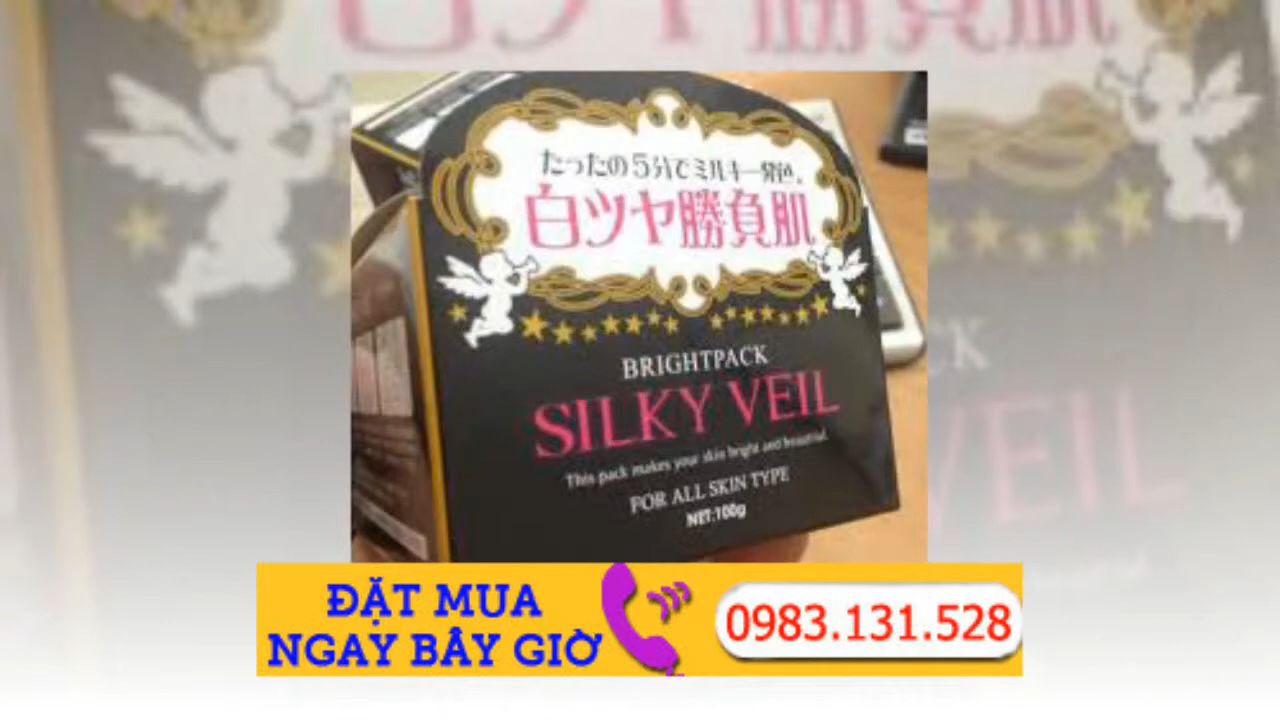 たったの5分でミルキー発色。
白ツヤ勝負肌
BRIGHTPACK
SILKY VEIL
This pack makes your skin bright and beautiful.
FOR ALL SKIN TYPE
NET:100g
ĐẶT MUA
NGAY BÂY GIỜ
0983.131.528